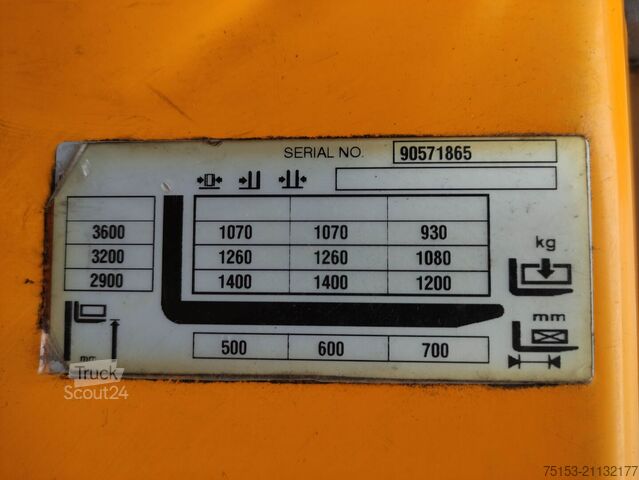 SERIAL NO. 90571865
3600 1070 1070 930
kg
3200 1260 1260 1080
2900 1400 1400 1200
mm
500 600 700
mm
Truck
Scout24
75153-21132177